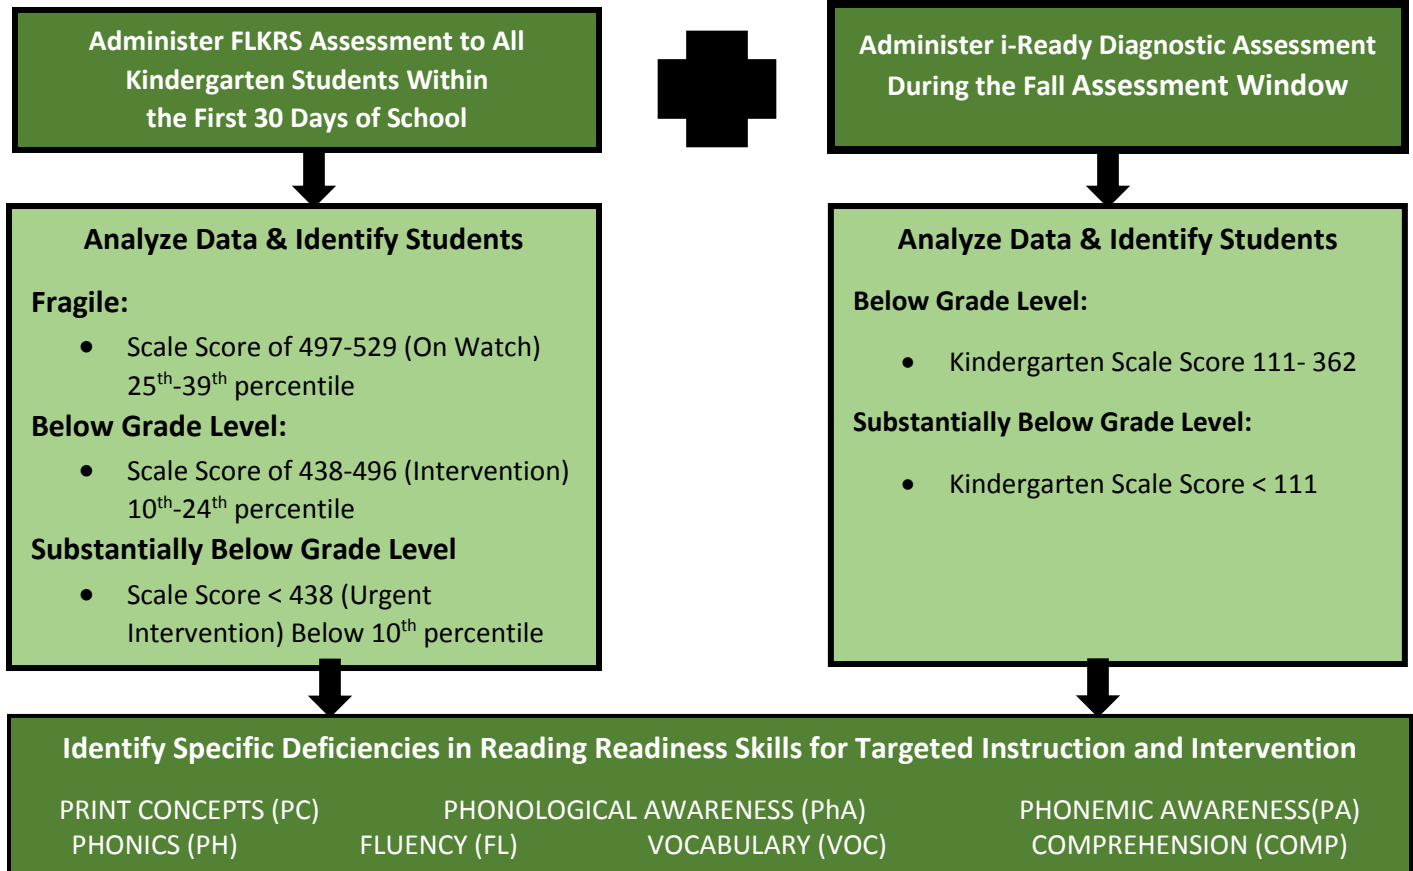 Administer FLKRS Assessment to All
Kindergarten Students Within
the First 30 Days of School
Administer i-Ready Diagnostic Assessment
During the Fall Assessment Window
Analyze Data & Identify Students
Fragile:
• Scale Score of 497-529 (On Watch)
25th-39th percentile
Below Grade Level:
• Scale Score of 438-496 (Intervention)
10th-24th percentile
Substantially Below Grade Level
• Scale Score < 438 (Urgent
Intervention) Below 10th percentile
Analyze Data & Identify Students
Below Grade Level:
• Kindergarten Scale Score 111- 362
Substantially Below Grade Level:
• Kindergarten Scale Score < 111
Identify Specific Deficiencies in Reading Readiness Skills for Targeted Instruction and Intervention
PRINT CONCEPTS (PC) PHONOLOGICAL AWARENESS (PhA) PHONEMIC AWARENESS(PA)
PHONICS (PH) FLUENCY (FL) VOCABULARY (VOC) COMPREHENSION (COMP)